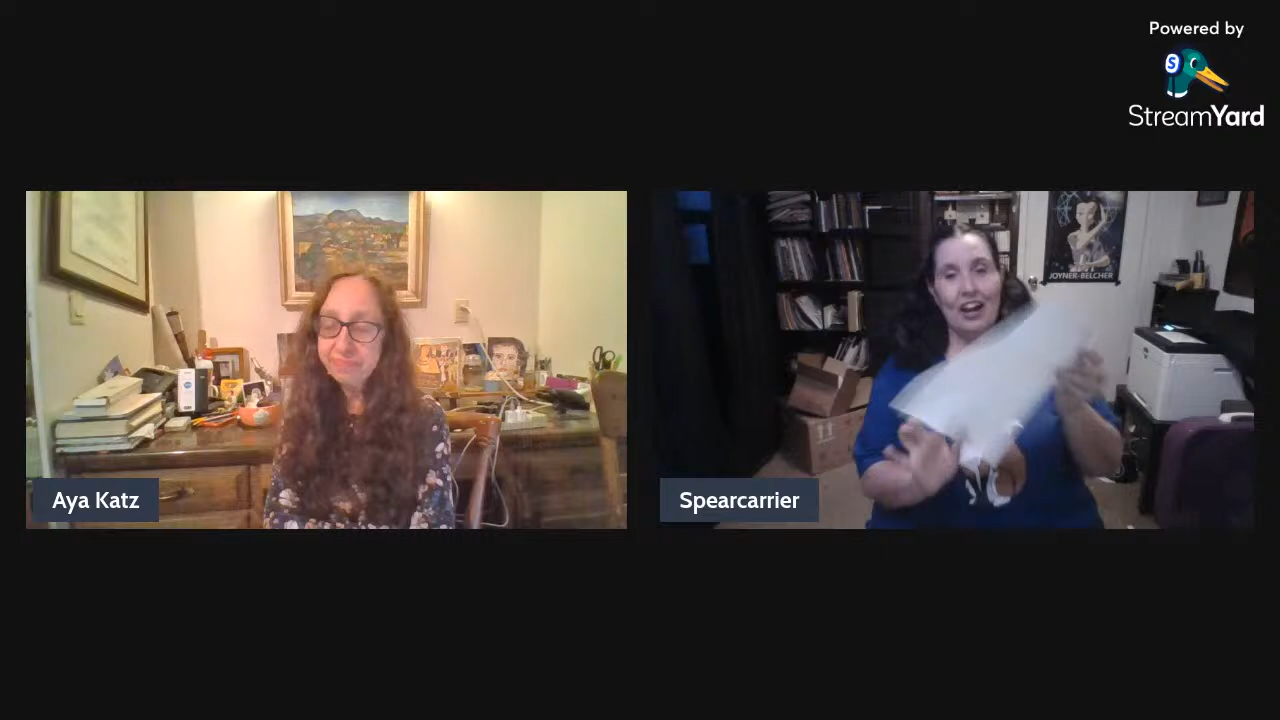 Powered by
S
StreamYard
JOYNER-BELCHER
Aya Katz
Spearcarrier